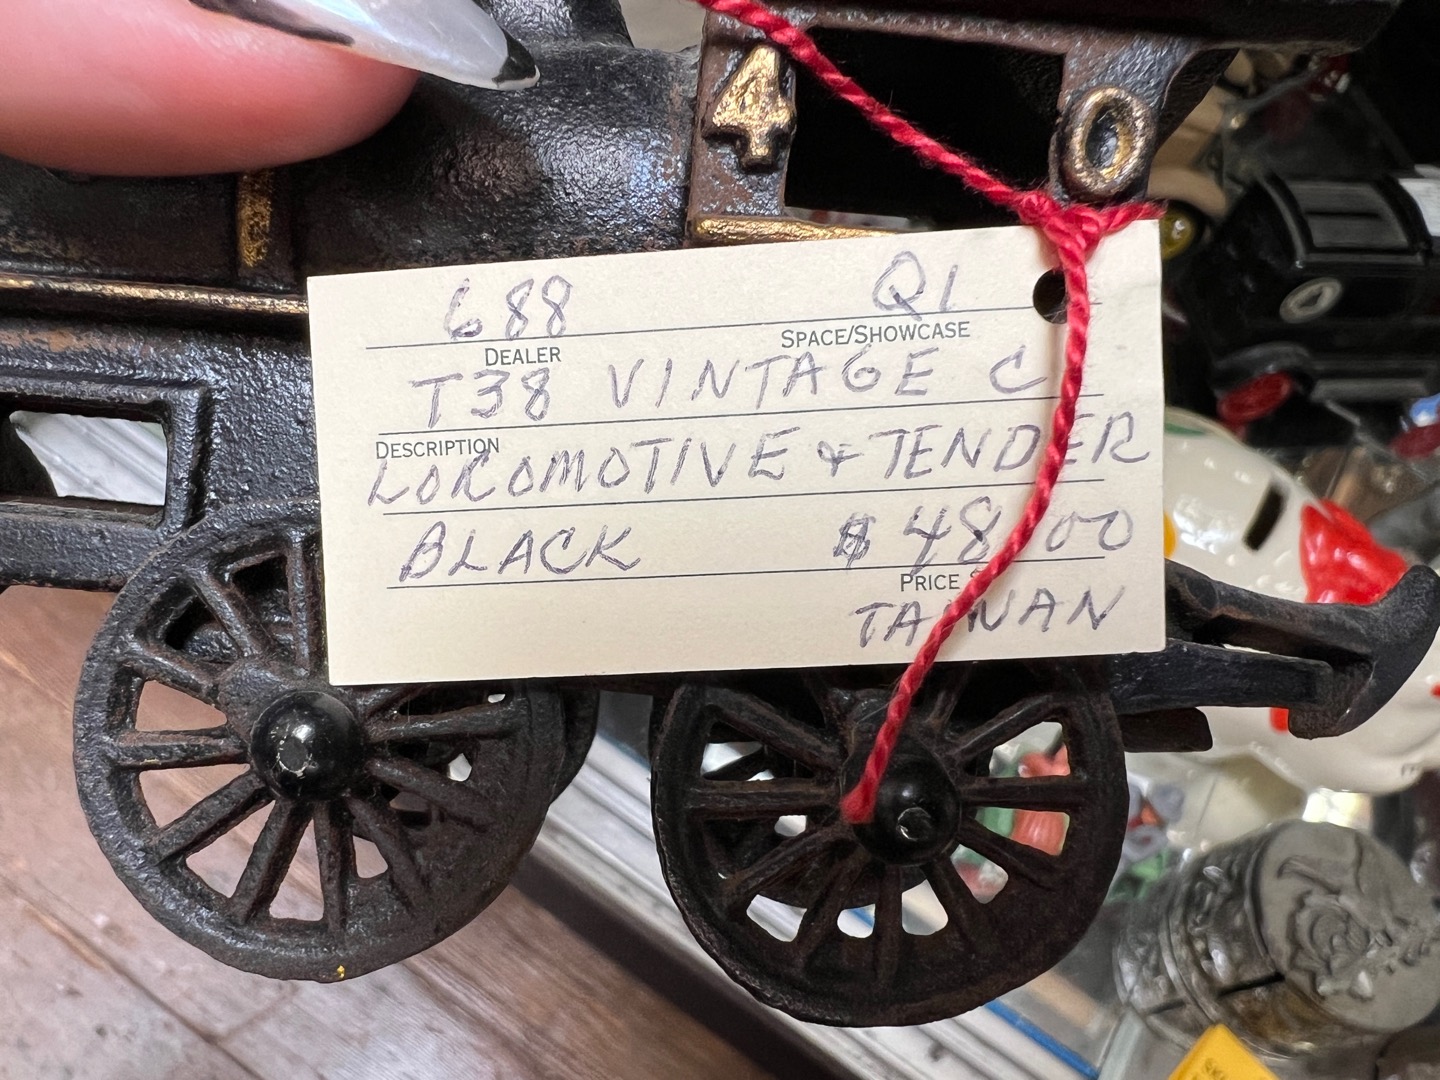 40
688 Q1
DEALER SPACE/SHOWCASE
T38 VINTAGE C
DESCRIPTION
LOCOMOTIVE & TENDER
BLACK $48.00
PRICE $
TAIWAN